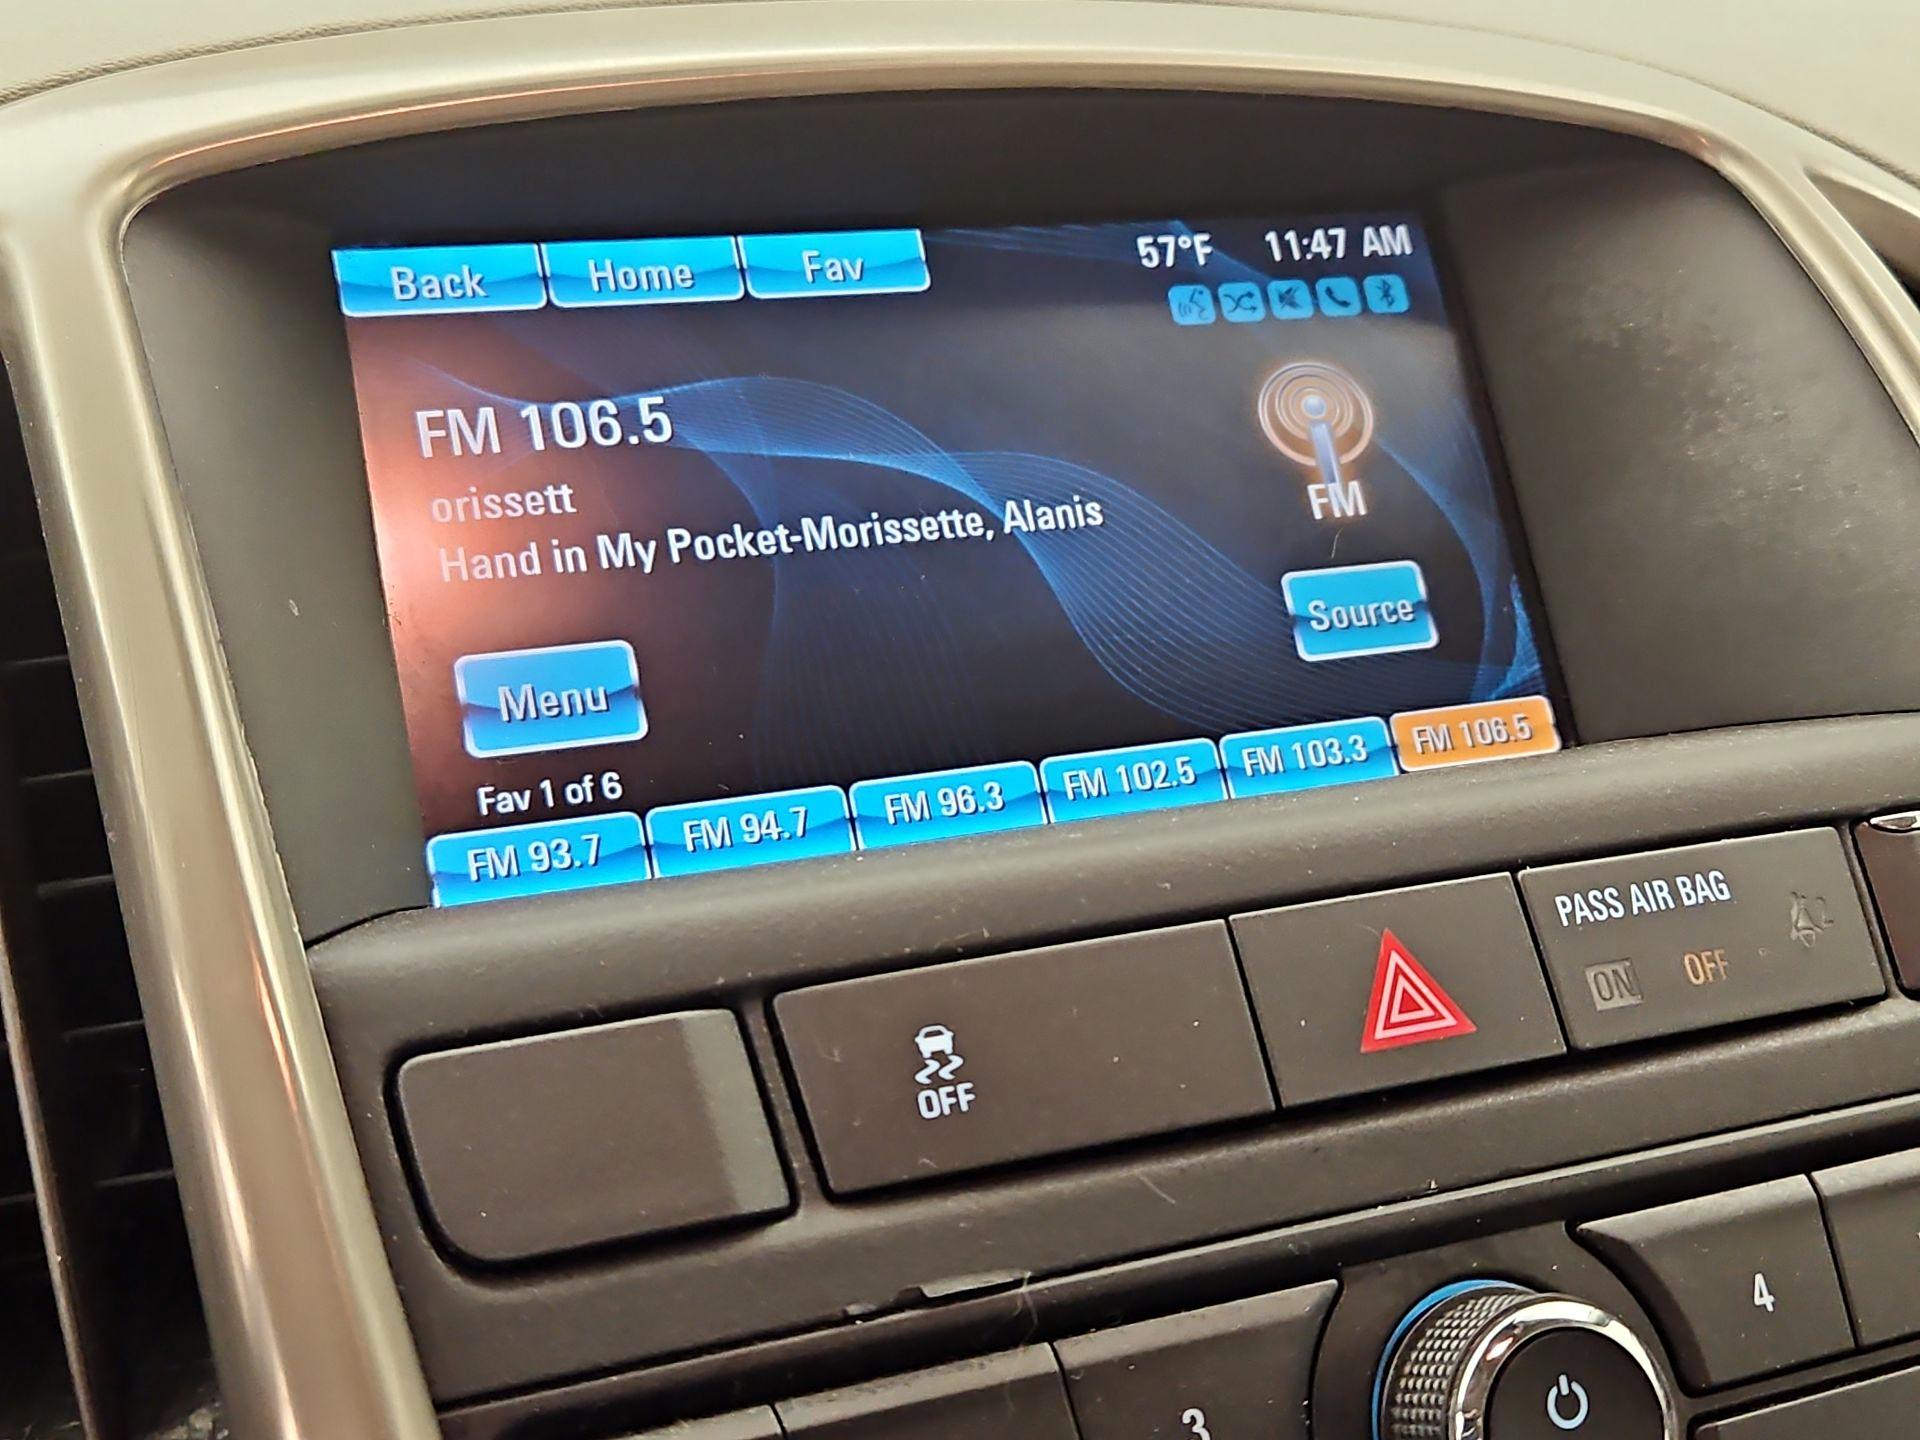 Back Home Fav 57°F 11:47 AM
FM 106.5
orissett
Hand in My Pocket-Morissette, Alanis
FM
Source
Menu
Fav 1 of 6
FM 93.7 FM 94.7 FM 96.3 FM 102.5 FM 103.3 FM 106.5
PASS AIR BAG
ON OFF
OFF
4
3